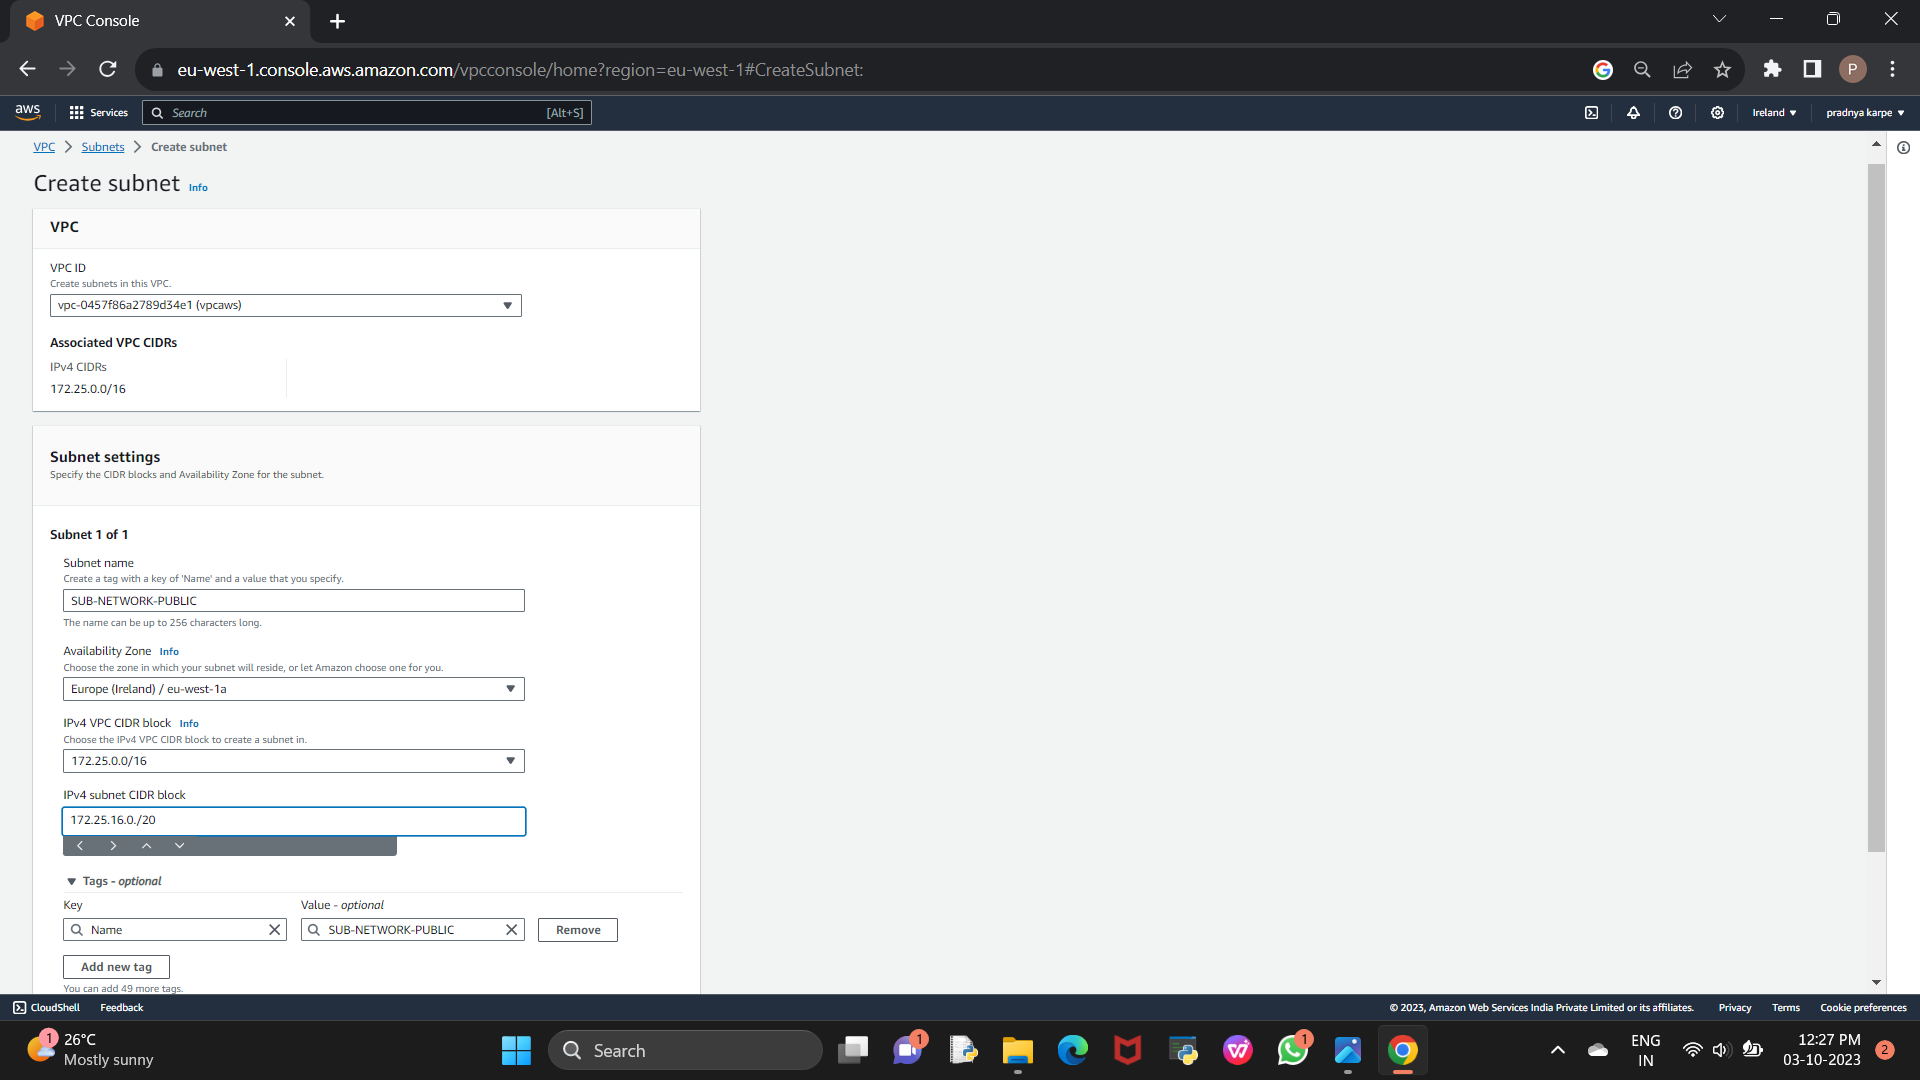 VPC Console
eu-west-1.console.aws.amazon.com/vpcconsole/home?region=eu-west-1#CreateSubnet:
P
aws
Services
Search
[Alt+S]
Ireland
pradnya karpe
VPC
Subnets
Create subnet
Create subnet Info
VPC
VPC ID
Create subnets in this VPC.
vpc-0457f86a2789d34e1 (vpcaws)
Associated VPC CIDRs
IPv4 CIDRs
172.25.0.0/16
Subnet settings
Specify the CIDR blocks and Availability Zone for the subnet.
Subnet 1 of 1
Subnet name
Create a tag with a key of 'Name' and a value that you specify.
SUB-NETWORK-PUBLIC
The name can be up to 256 characters long.
Availability Zone Info
Choose the zone in which your subnet will reside, or let Amazon choose one for you.
Europe (Ireland) / eu-west-1a
IPv4 VPC CIDR block Info
Choose the IPv4 VPC CIDR block to create a subnet in.
172.25.0.0/16
IPv4 subnet CIDR block
172.25.16.0./20
Tags - optional
Key
Value - optional
Name
SUB-NETWORK-PUBLIC
Remove
Add new tag
You can add 49 more tags.
CloudShell
Feedback
© 2023, Amazon Web Services India Private Limited or its affiliates.
Privacy
Terms
Cookie preferences
1
26°C
Mostly sunny
Search
1
1
ENG
IN
12:27 PM
03-10-2023
2